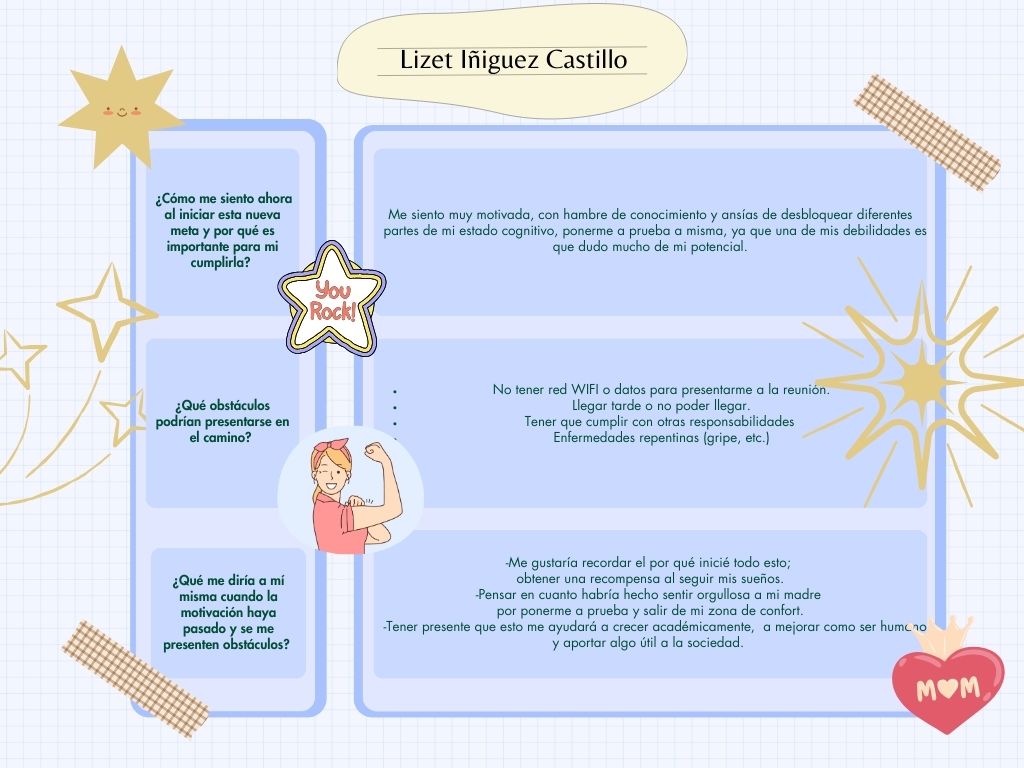 Lizet Iñiguez Castillo
¿Cómo me siento ahora
al iniciar esta nueva
meta y por qué es
importante para mi
cumplirla?
Me siento muy motivada, con hambre de conocimiento y ansías de desbloquear diferentes
partes de mi estado cognitivo, ponerme a prueba a misma, ya que una de mis debilidades es
que dudo mucho de mi potencial.
You
Rock!
¿Qué obstáculos
podrían presentarse en
el camino?
• No tener red WIFI o datos para presentarme a la reunión.
• Llegar tarde o no poder llegar.
• Tener que cumplir con otras responsabilidades
• Enfermedades repentinas (gripe, etc.)
¿Qué me diría a mí
misma cuando la
motivación haya
pasado y se me
presenten obstáculos?
-Me gustaría recordar el por qué inicié todo esto;
obtener una recompensa al seguir mis sueños.
-Pensar en cuanto habría hecho sentir orgullosa a mi madre
por ponerme a prueba y salir de mi zona de confort.
-Tener presente que esto me ayudará a crecer académicamente,  a mejorar como ser humano
y aportar algo útil a la sociedad.
M♥M